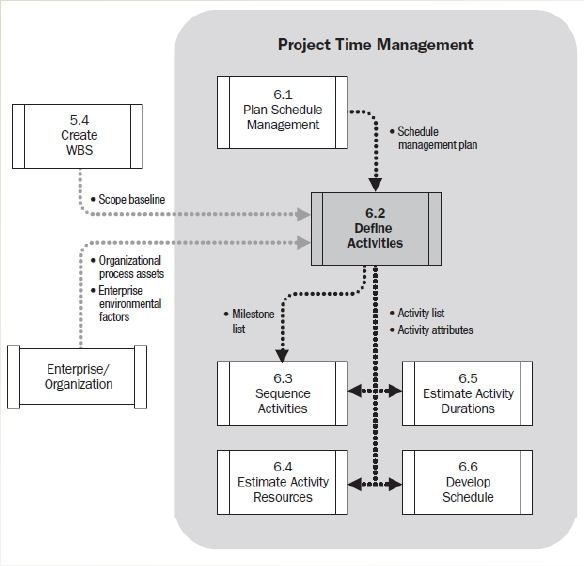 Project Time Management
6.1
Plan Schedule
Management
5.4
Create
WBS
• Schedule
management plan
• Scope baseline
6.2
Define
Activities
• Organizational
process assets
• Enterprise
environmental
factors
• Milestone
list
• Activity list
• Activity attributes
Enterprise/
Organization
6.3
Sequence
Activities
6.5
Estimate Activity
Durations
6.4
Estimate Activity
Resources
6.6
Develop
Schedule